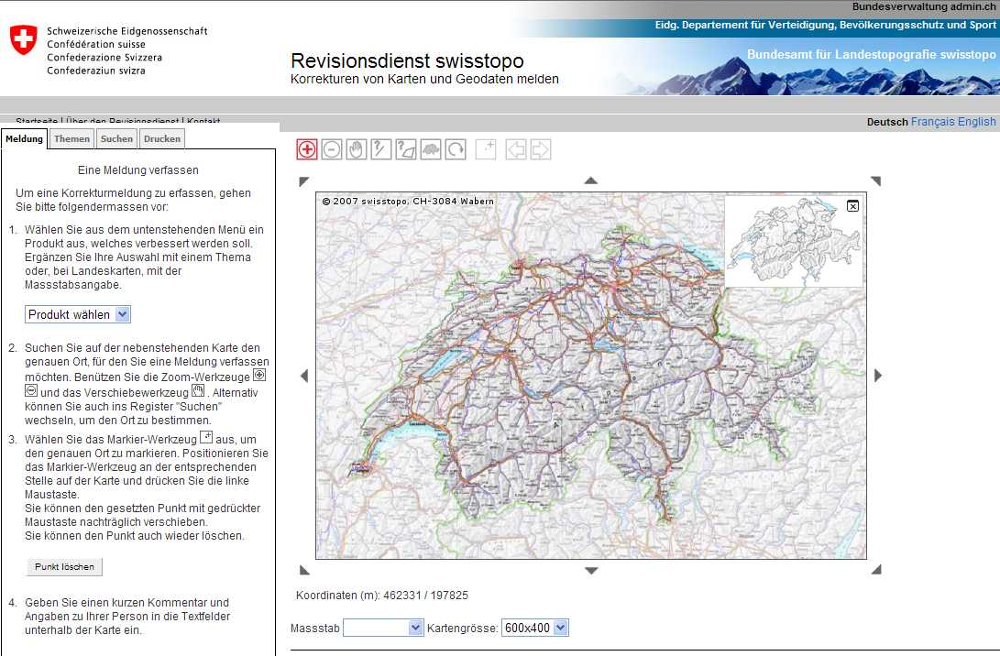 Bundesverwaltung admin.ch
Eidg. Departement für Verteidigung, Bevölkerungsschutz und Sport
Bundesamt für Landestopografie swisstopo
Schweizerische Eidgenossenschaft
Confédération suisse
Confederazione Svizzera
Confederaziun svizra
Revisionsdienst swisstopo
Korrekturen von Karten und Geodaten melden
Startseite | Über den Revisionsdienst | Kontakt
Deutsch Français English
Meldung Themen Suchen Drucken
Eine Meldung verfassen
Um eine Korrekturmeldung zu erfassen, gehen
Sie bitte folgendermassen vor:
1. Wählen Sie aus dem untenstehenden Menü ein
Produkt aus, welches verbessert werden soll.
Ergänzen Sie Ihre Auswahl mit einem Thema
oder, bei Landeskarten, mit der
Massstabsangabe.
Produkt wählen
2. Suchen Sie auf der nebenstehenden Karte den
genauen Ort, für den Sie eine Meldung verfassen
möchten. Benützen Sie die Zoom-Werkzeuge
und das Verschiebewerkzeug . Alternativ
können Sie auch ins Register "Suchen"
wechseln, um den Ort zu bestimmen.
3. Wählen Sie das Markier-Werkzeug aus, um
den genauen Ort zu markieren. Positionieren Sie
das Markier-Werkzeug an der entsprechenden
Stelle auf der Karte und drücken Sie die linke
Maustaste.
Sie können den gesetzten Punkt mit gedrückter
Maustaste nachträglich verschieben.
Sie können den Punkt auch wieder löschen.
Punkt löschen
4. Geben Sie einen kurzen Kommentar und
Angaben zu Ihrer Person in die Textfelder
unterhalb der Karte ein.
© 2007 swisstopo, CH-3084 Wabern
Koordinaten (m): 462331 / 197825
Massstab Kartengrösse: 600x400